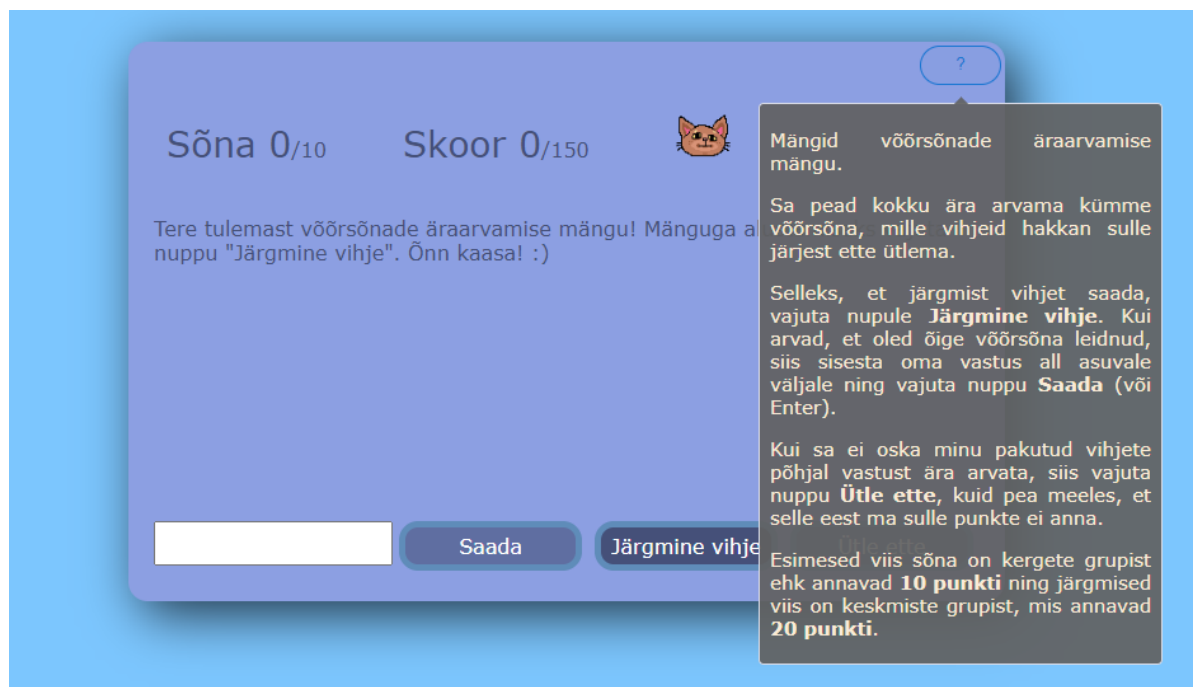 ?
Sõna 0/10 Skoor 0/150
Tere tulemast võõrsõnade äraarvamise mängu! Mänguga
nuppu "Järgmine vihje". Õnn kaasa! :)
Saada
Järgmine vihje
Ütle ette
Mängid võõrsõnade äraarvamise
mängu.
Sa pead kokku ära arvama kümme
võõrsõna, mille vihjeid hakkan sulle
järjest ette ütlema.
Selleks, et järgmist vihjet saada,
vajuta nupule Järgmine vihje. Kui
arvad, et oled õige võõrsõna leidnud,
siis sisesta oma vastus all asuvale
väljale ning vajuta nuppu Saada (või
Enter).
Kui sa ei oska minu pakutud vihjete
põhjal vastust ära arvata, siis vajuta
nuppu Ütle ette, kuid pea meeles, et
selle eest ma sulle punkte ei anna.
Esimesed viis sõna on kergete grupist
ehk annavad 10 punkti ning järgmised
viis on keskmiste grupist, mis annavad
20 punkti.